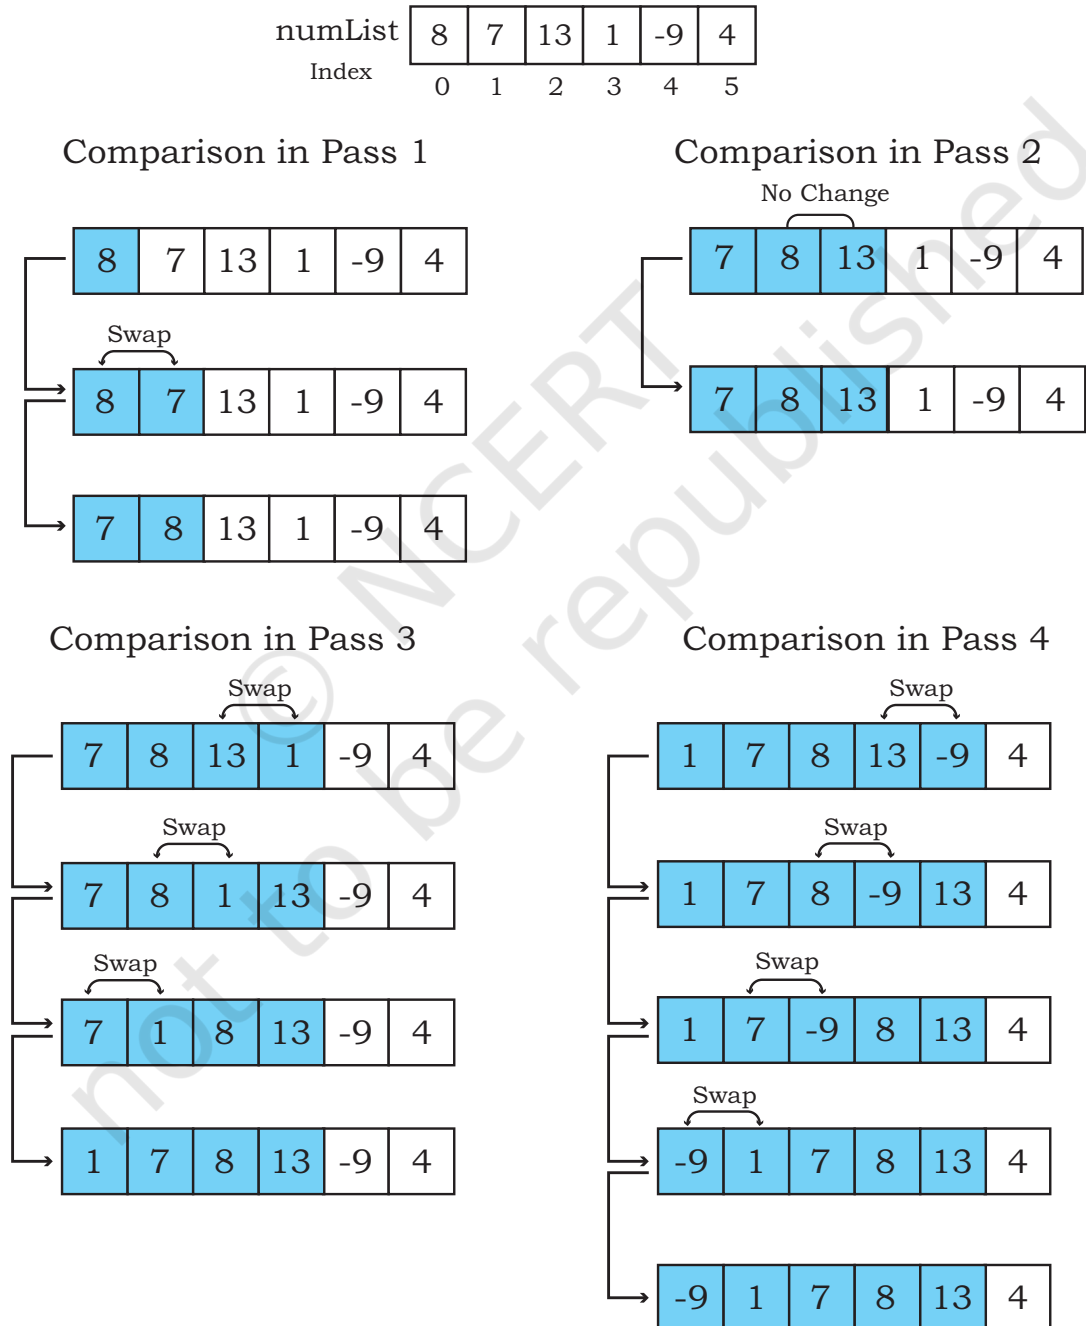 numList 8 7 13 1 -9 4
Index 0 1 2 3 4 5
Comparison in Pass 1
8 7 13 1 -9 4
Swap
8 7 13 1 -9 4
7 8 13 1 -9 4
Comparison in Pass 2
No Change
7 8 13 1 -9 4
7 8 13 1 -9 4
Comparison in Pass 3
Swap
7 8 13 1 -9 4
Swap
7 8 1 13 -9 4
Swap
7 1 8 13 -9 4
1 7 8 13 -9 4
Comparison in Pass 4
Swap
1 7 8 13 -9 4
Swap
1 7 8 -9 13 4
Swap
1 7 -9 8 13 4
Swap
-9 1 7 8 13 4
-9 1 7 8 13 4
© NCERT
not to be republished